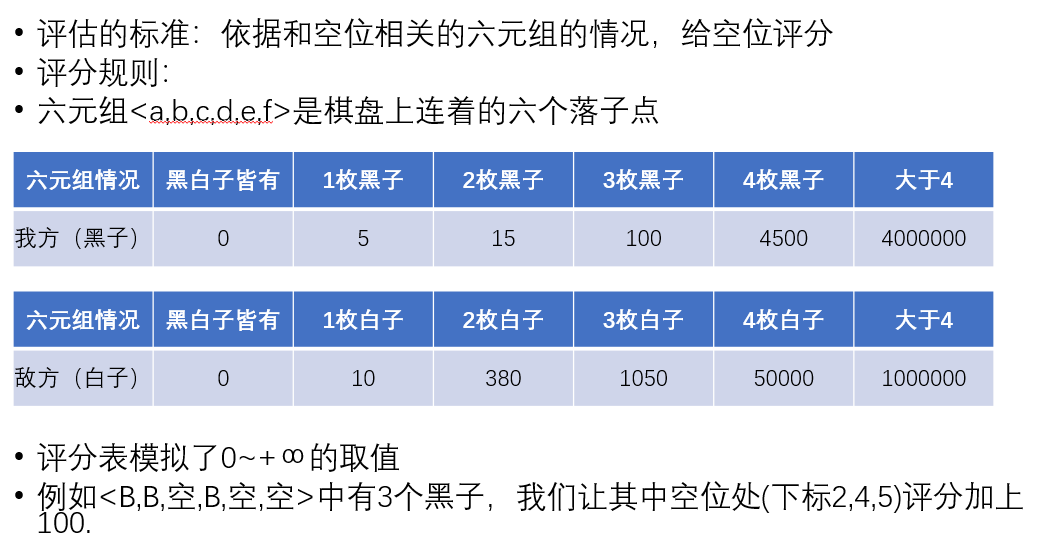 • 评估的标准：依据和空位相关的六元组的情况，给空位评分
• 评分规则：
• 六元组<a,b,c,d,e,f>是棋盘上连着的六个落子点
六元组情况 黑白子皆有 1枚黑子 2枚黑子 3枚黑子 4枚黑子 大于4
我方（黑子） 0 5 15 100 4500 4000000
六元组情况 黑白子皆有 1枚白子 2枚白子 3枚白子 4枚白子 大于4
敌方（白子） 0 10 380 1050 50000 1000000
• 评分表模拟了0~+∞的取值
• 例如<B,B,空,B,空,空>中有3个黑子，我们让其中空位处(下标2,4,5)评分加上
100.